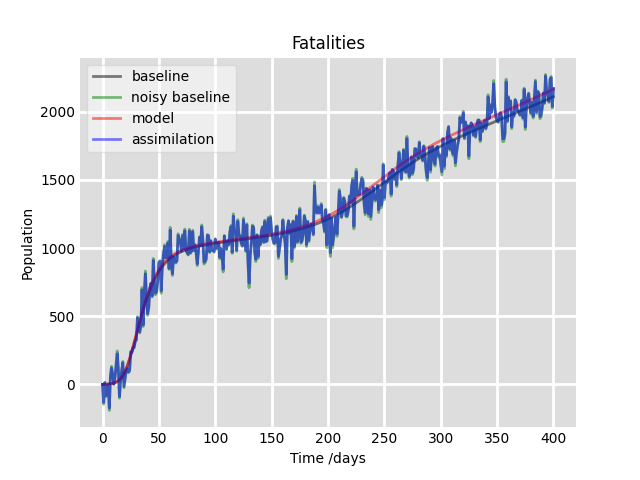 Fatalities
baseline
noisy baseline
model
assimilation
Population
2000
1500
1000
500
0
0 50 100 150 200 250 300 350 400
Time /days